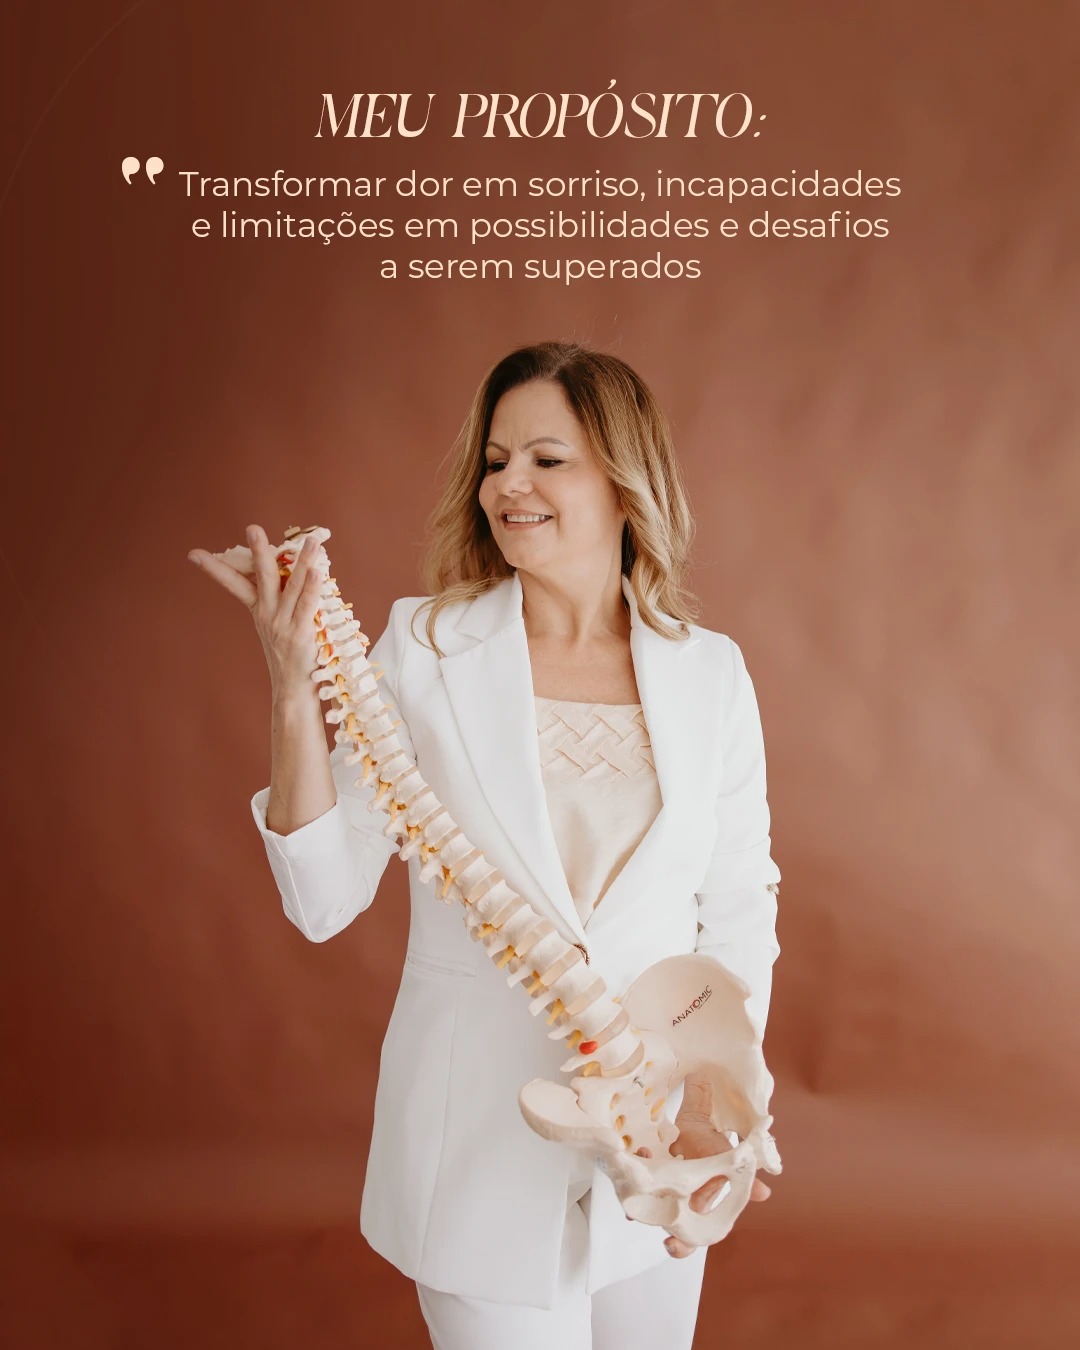 MEU PROPÓSITO:
❞ Transformar dor em sorriso, incapacidades
e limitações em possibilidades e desafios
a serem superados
ANATOMIC